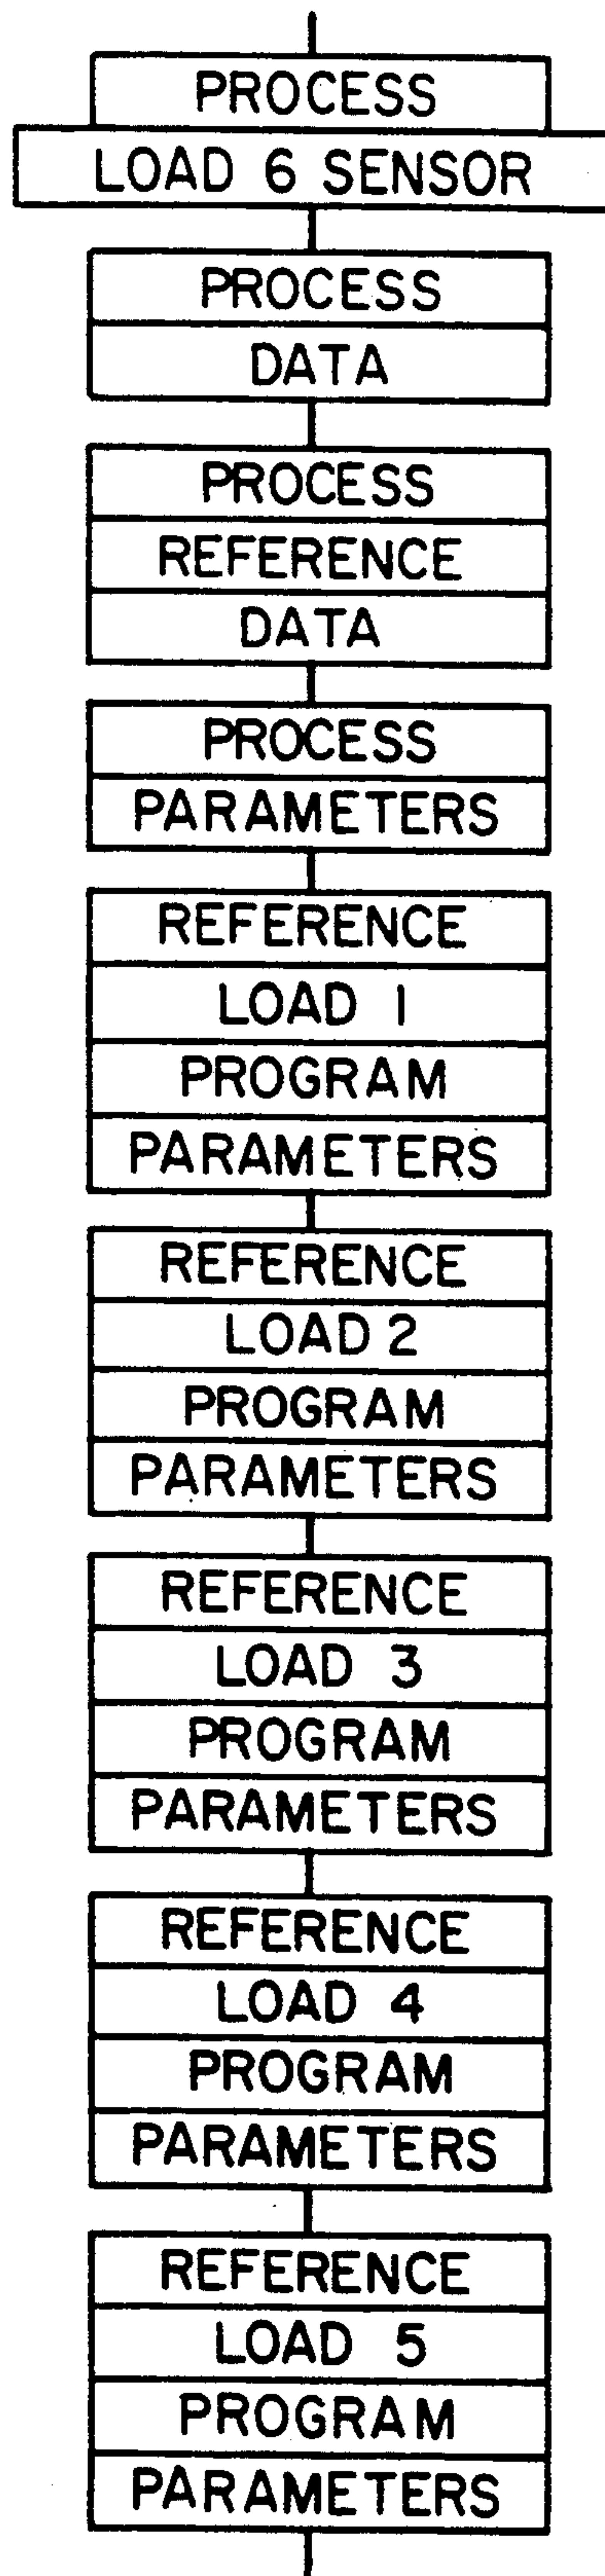 PROCESS
LOAD 6 SENSOR
PROCESS
DATA
PROCESS
REFERENCE
DATA
PROCESS
PARAMETERS
REFERENCE
LOAD 1
PROGRAM
PARAMETERS
REFERENCE
LOAD 2
PROGRAM
PARAMETERS
REFERENCE
LOAD 3
PROGRAM
PARAMETERS
REFERENCE
LOAD 4
PROGRAM
PARAMETERS
REFERENCE
LOAD 5
PROGRAM
PARAMETERS